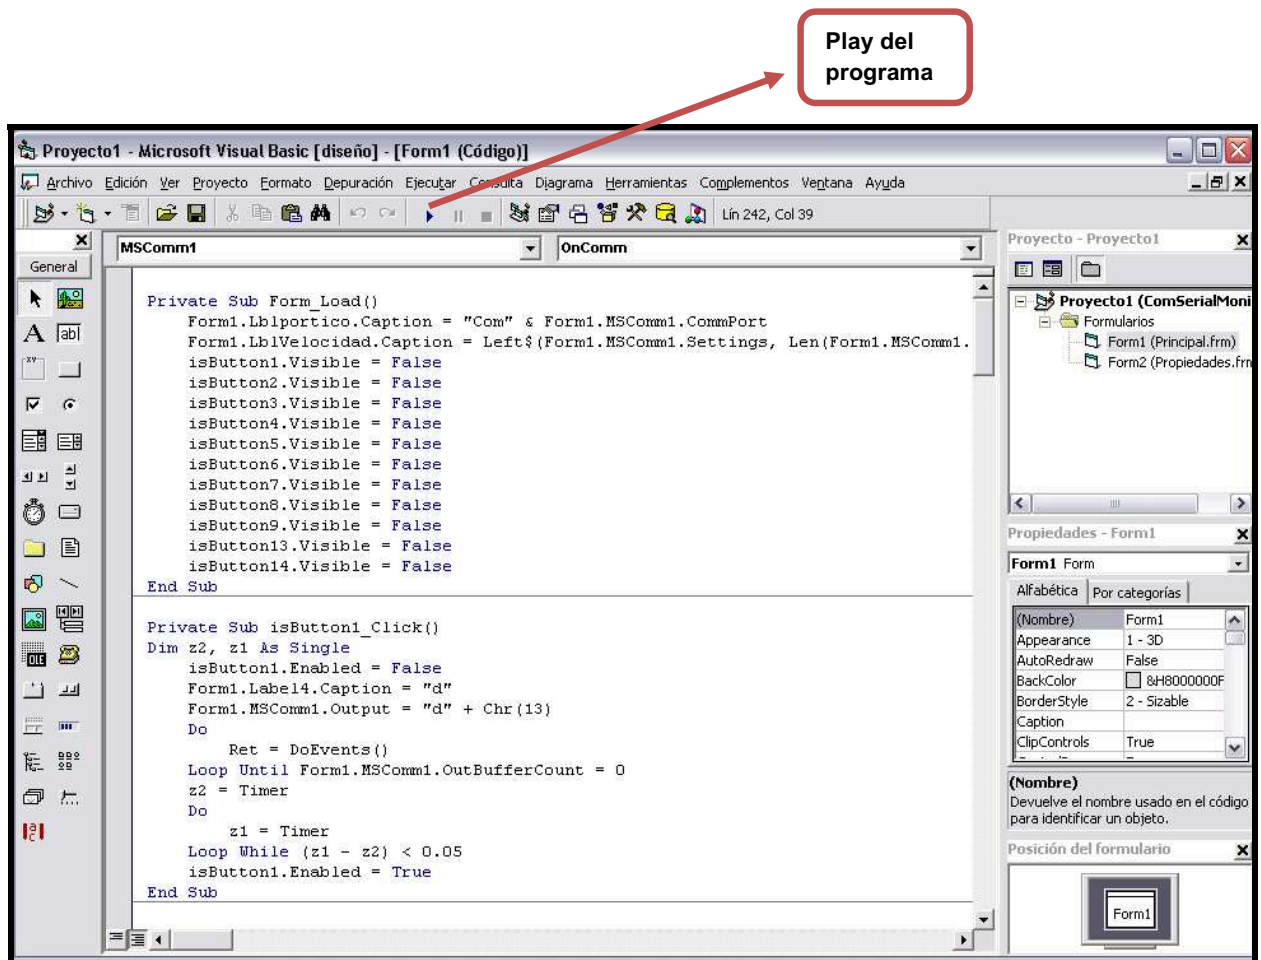 Play del
programa
Proyecto1 - Microsoft Visual Basic [diseño] - [Form1 (Código)]
Archivo Edición Ver Proyecto Formato Depuración Ejecutar Consulta Diagrama Herramientas Complementos Ventana Ayuda
Lín 242, Col 39
General
MSComm1 OnComm
Private Sub Form_Load()
Form1.Lblportico.Caption = "Com" & Form1.MSComm1.CommPort
Form1.LblVelocidad.Caption = Left$(Form1.MSComm1.Settings, Len(Form1.MSComm1.
isButton1.Visible = False
isButton2.Visible = False
isButton3.Visible = False
isButton4.Visible = False
isButton5.Visible = False
isButton6.Visible = False
isButton7.Visible = False
isButton8.Visible = False
isButton9.Visible = False
isButton13.Visible = False
isButton14.Visible = False
End Sub
Private Sub isButton1_Click()
Dim z2, z1 As Single
isButton1.Enabled = False
Form1.Label4.Caption = "d"
Form1.MSComm1.Output = "d" + Chr(13)
Do
Ret = DoEvents()
Loop Until Form1.MSComm1.OutBufferCount = 0
z2 = Timer
Do
z1 = Timer
Loop While (z1 - z2) < 0.05
isButton1.Enabled = True
End Sub
Proyecto - Proyecto1
Proyecto1 (ComSerialMoni
Formularios
Form1 (Principal.frm)
Form2 (Propiedades.frn
Propiedades - Form1
Form1 Form
Alfabética Por categorías
(Nombre) Form1
Appearance 1 - 3D
AutoRedraw False
BackColor &H8000000F
BorderStyle 2 - Sizable
Caption
ClipControls True
(Nombre)
Devuelve el nombre usado en el código
para identificar un objeto.
Posición del formulario
Form1